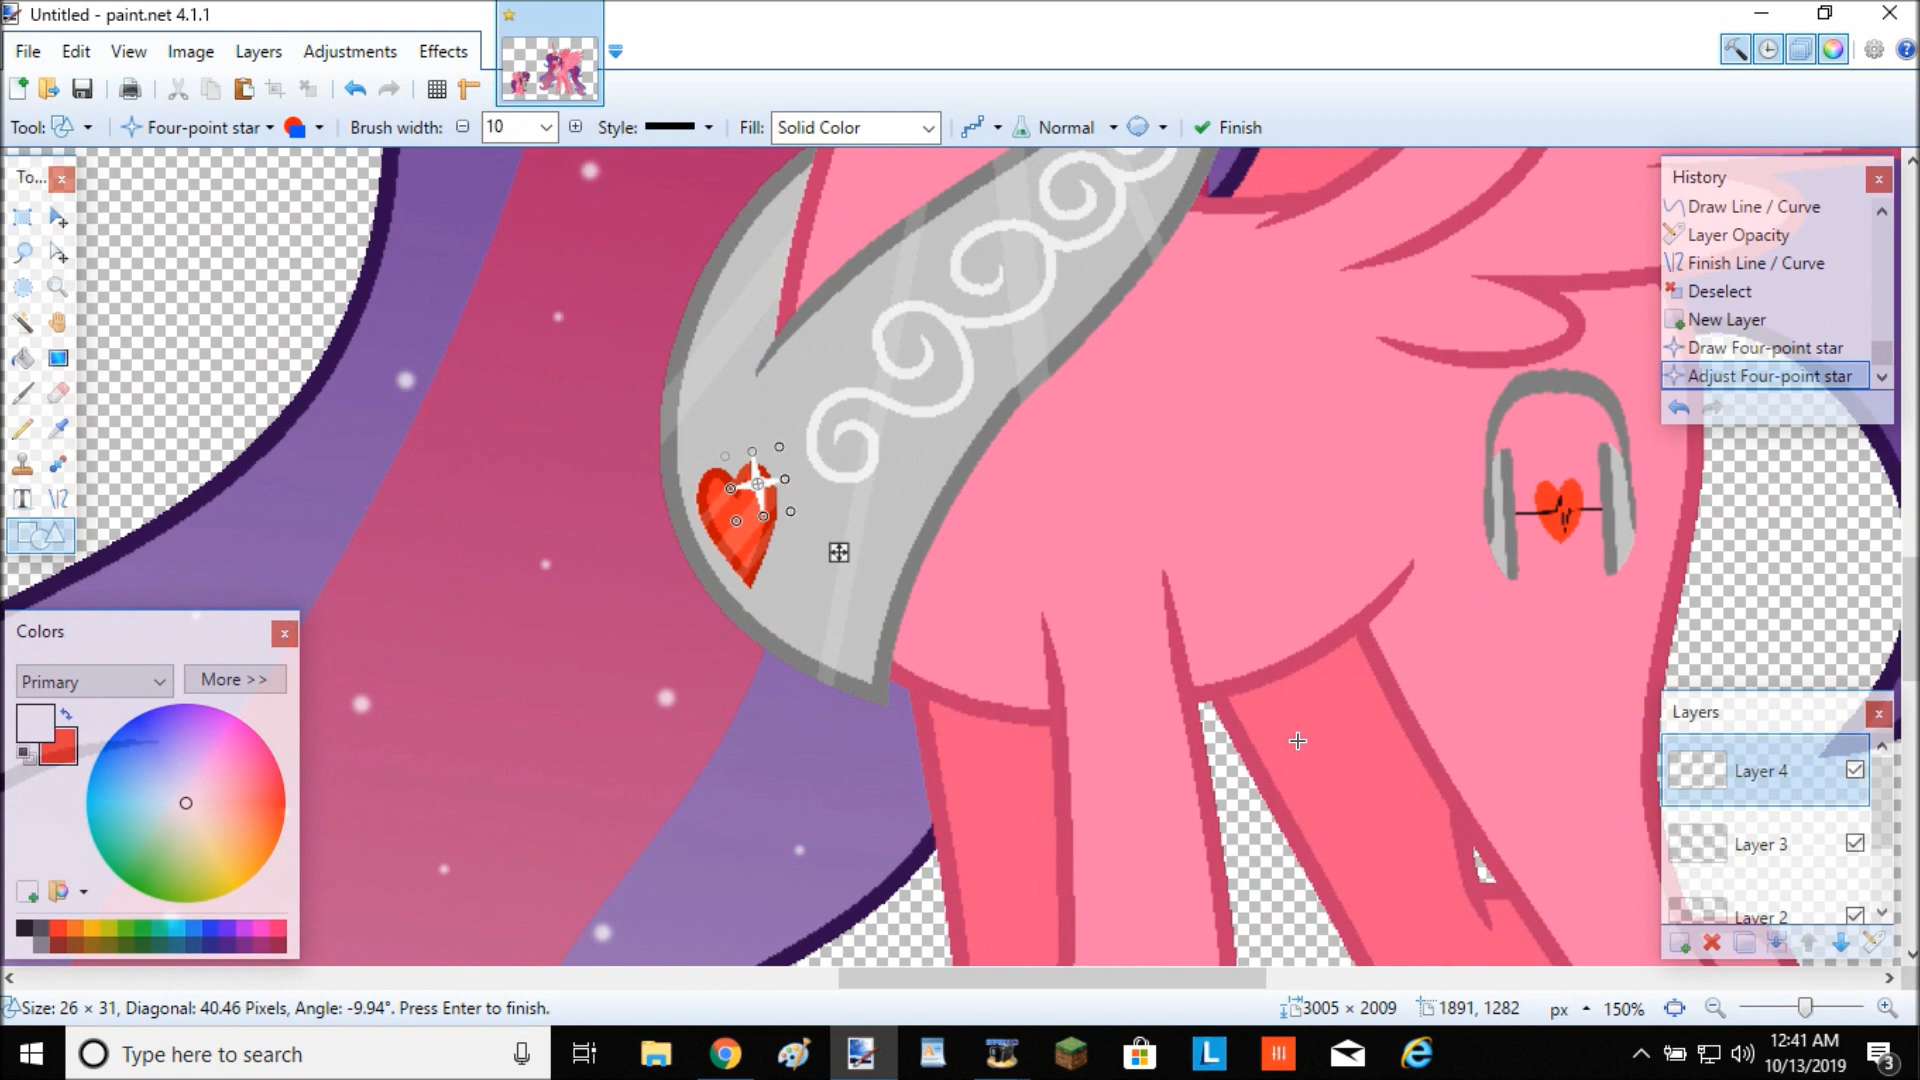 Untitled - paint.net 4.1.1
File Edit View Image Layers Adjustments Effects
Tool: Four-point star Brush width: 10 Style: Fill: Solid Color Normal Finish
To...
History
Draw Line / Curve
Layer Opacity
Finish Line / Curve
Deselect
New Layer
Draw Four-point star
Adjust Four-point star
Colors
Primary More >>
Layers
Layer 4
Layer 3
Layer 2
Size: 26 × 31, Diagonal: 40.46 Pixels, Angle: -9.94°. Press Enter to finish. 3005 × 2009 1891, 1282 px 150%
Type here to search
12:41 AM
10/13/2019
3